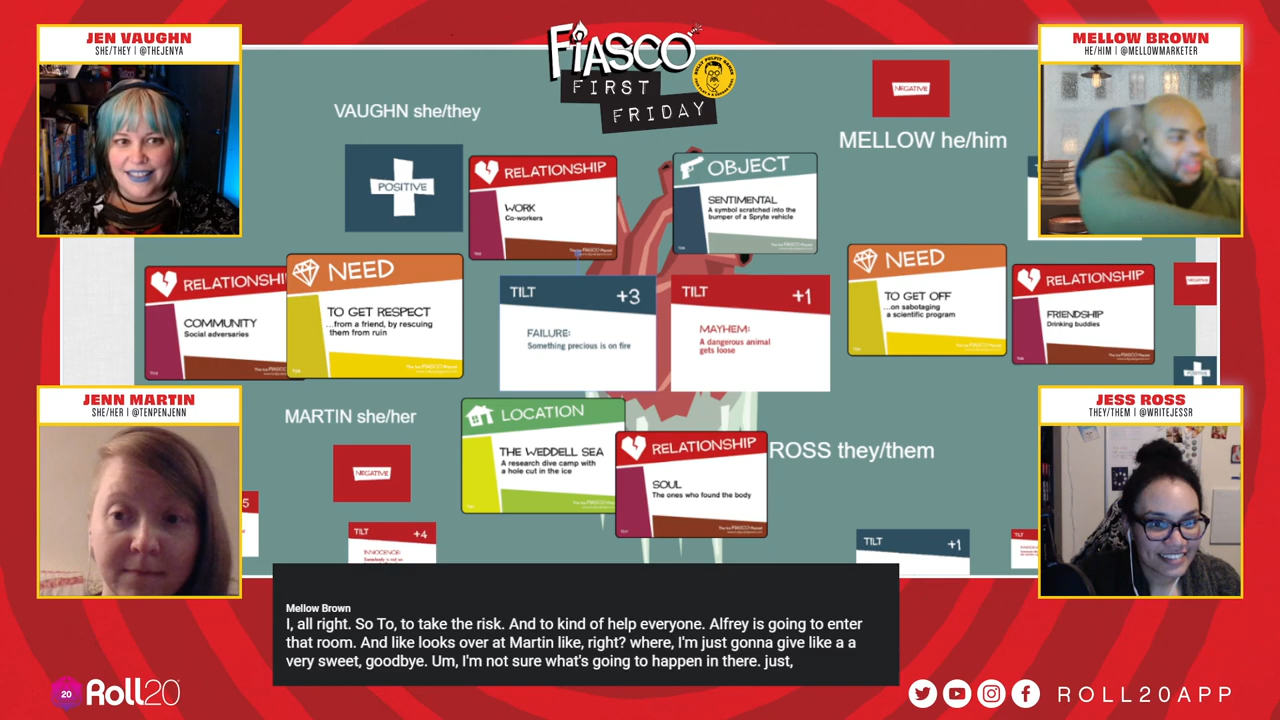 JEN VAUGHN
SHE/THEY | @THEJENYA
FIASCO
FIRST
FRIDAY
MELLOW BROWN
HE/HIM | @MELLOWMARKETER
VAUGHN she/they
NEGATIVE
MELLOW he/him
POSITIVE
RELATIONSHIP
WORK
Co-workers
OBJECT
SENTIMENTAL
A symbol scratched into the
bumper of a Spryte vehicle
RELATIONSHI
COMMUNITY
Social adversaries
NEED
TO GET RESPECT
...from a friend, by rescuing
them from ruin
TILT +3
FAILURE:
Something precious is on fire
TILT +1
MAYHEM:
A dangerous animal
gets loose
NEED
TO GET OFF
...on sabotaging
a scientific program
RELATIONSHIP
FRIENDSHIP
Drinking buddies
NEGATIVE
POSITIVE
JENN MARTIN
SHE/HER | @TENPENJENN
MARTIN she/her
NEGATIVE
5
TILT +4
INNOCENCE:
LOCATION
THE WEDDELL SEA
A research dive camp with
a hole cut in the ice
RELATIONSHIP
SOUL
The ones who found the body
ROSS they/them
JESS ROSS
THEY/THEM | @WRITEJESSR
TILT +1
TILT
Mellow Brown
I, all right. So To, to take the risk. And to kind of help everyone. Alfrey is going to enter
that room. And like looks over at Martin like, right? where, I'm just gonna give like a a
very sweet, goodbye. Um, I'm not sure what's going to happen in there. just,
20
Roll20
ROLL20APP